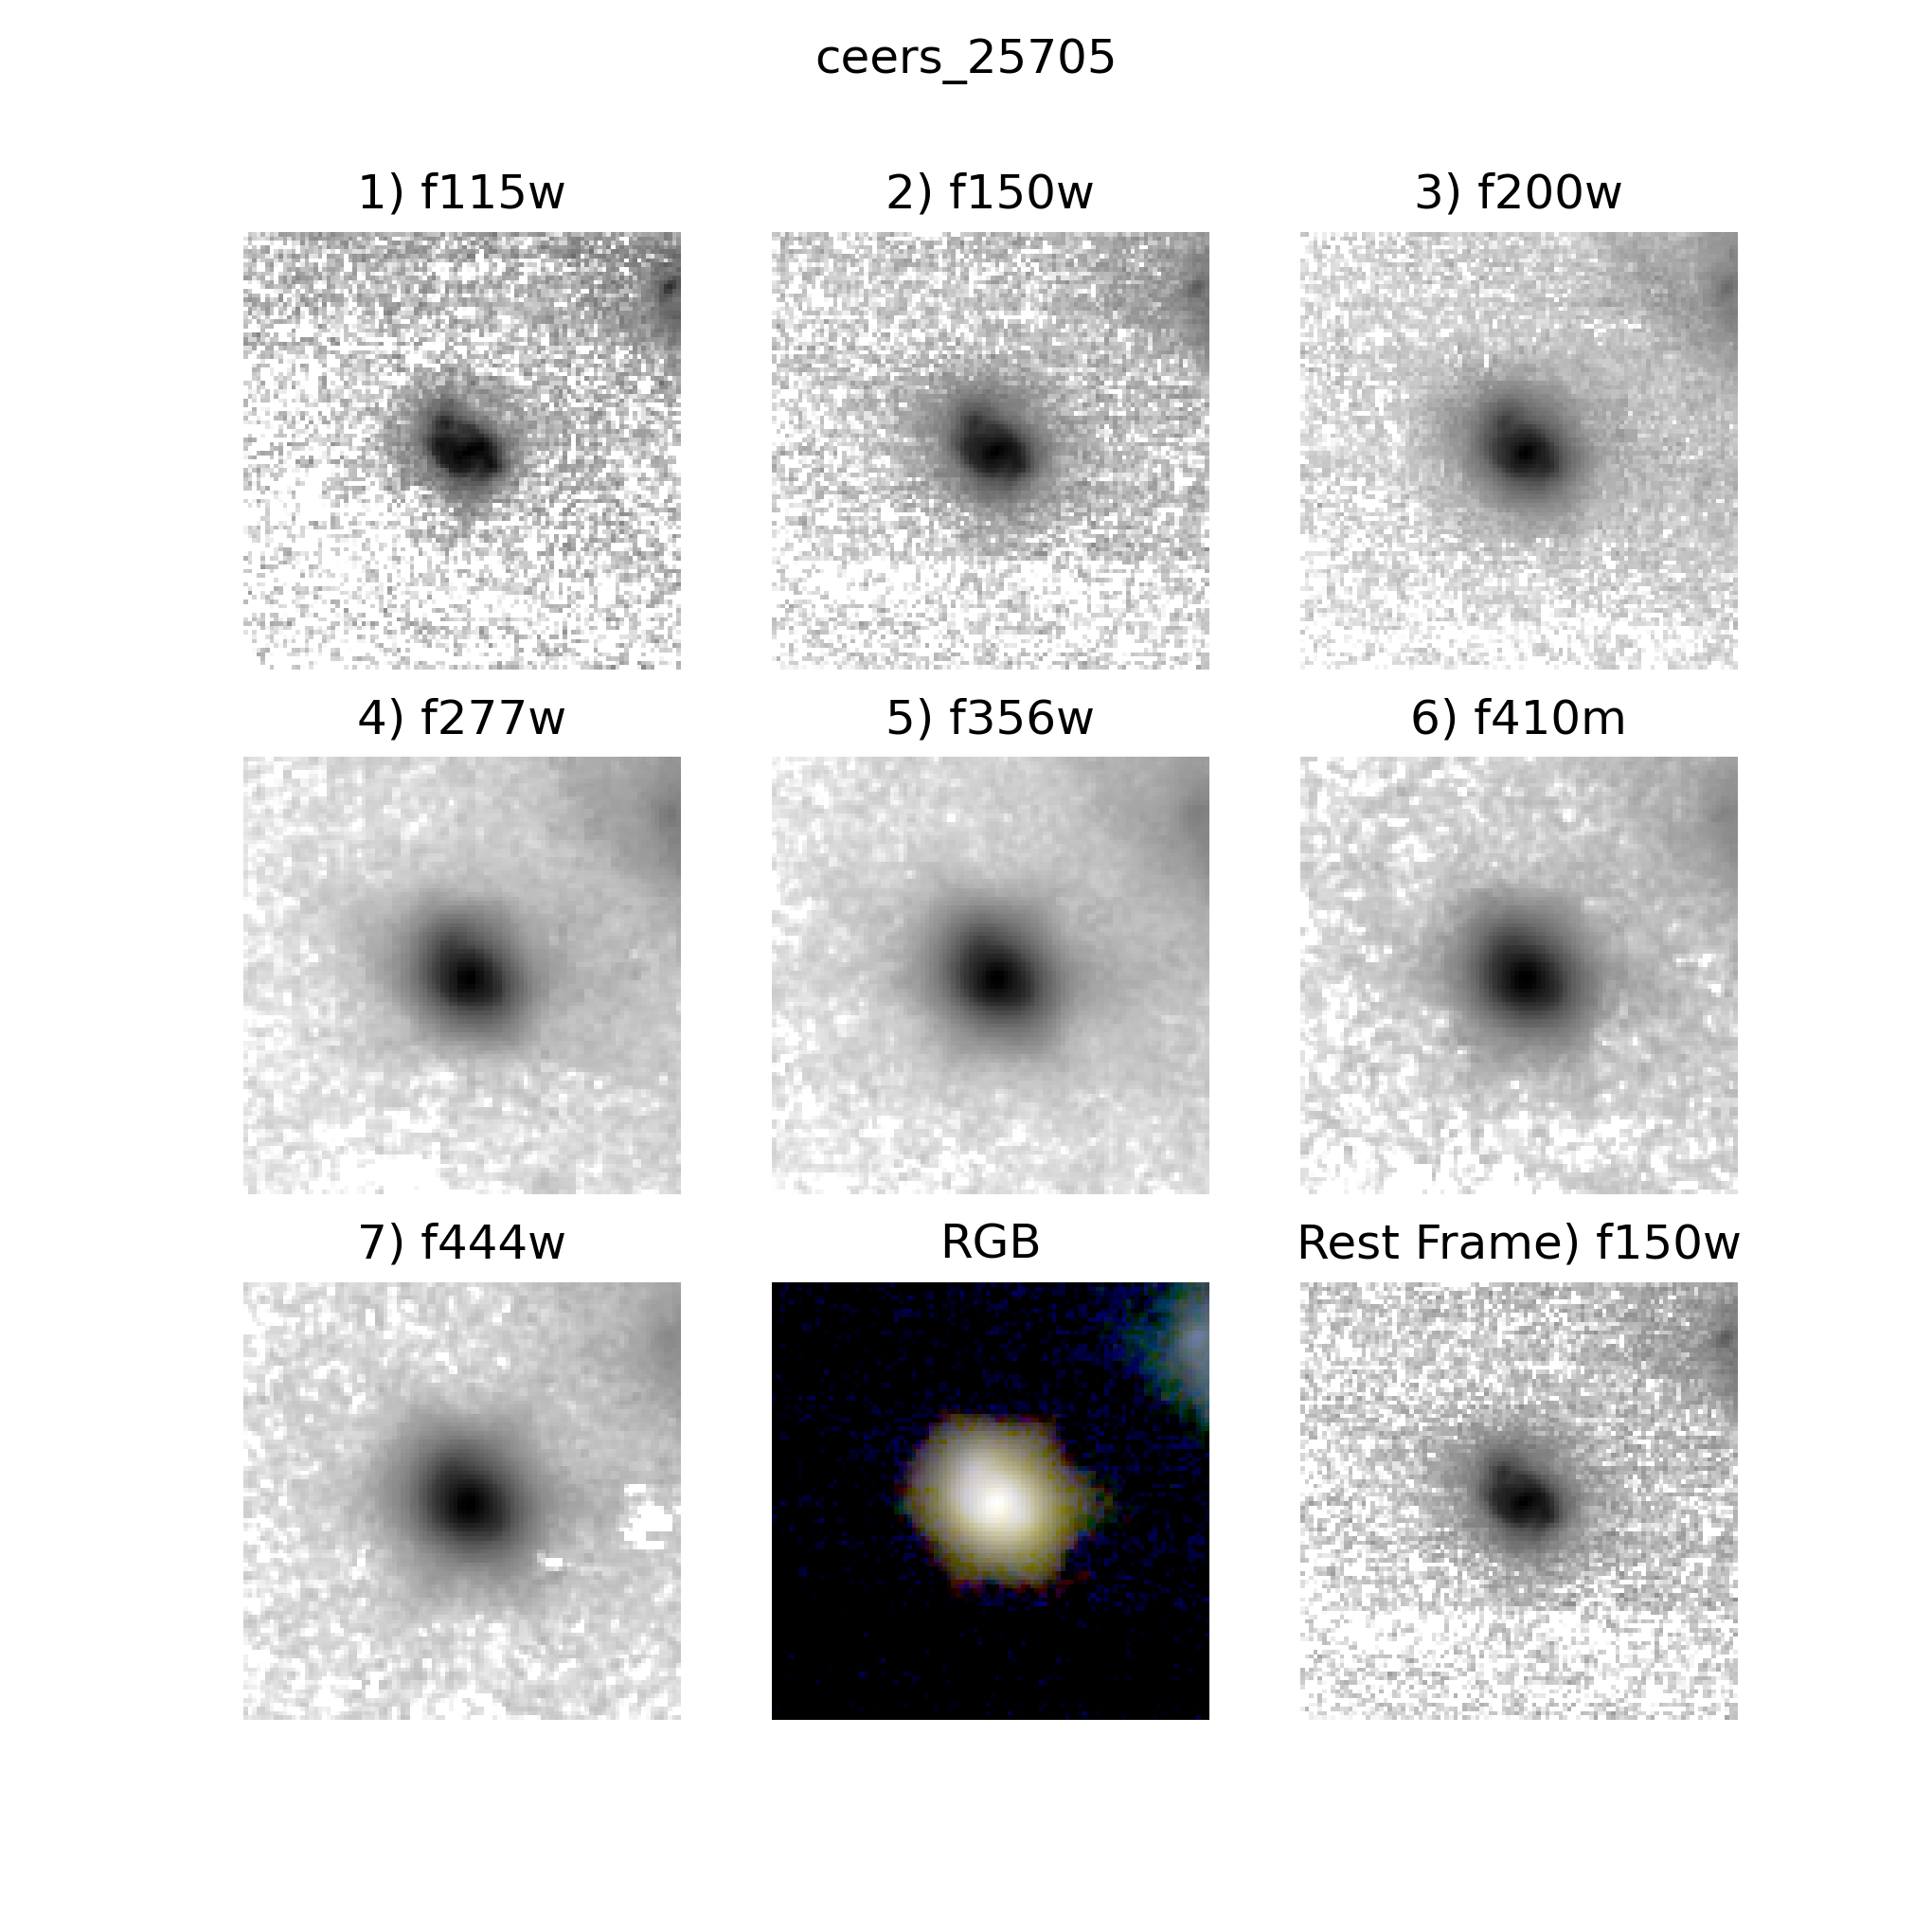 ceers_25705
1) f115w
2) f150w
3) f200w
4) f277w
5) f356w
6) f410m
7) f444w
RGB
Rest Frame) f150w